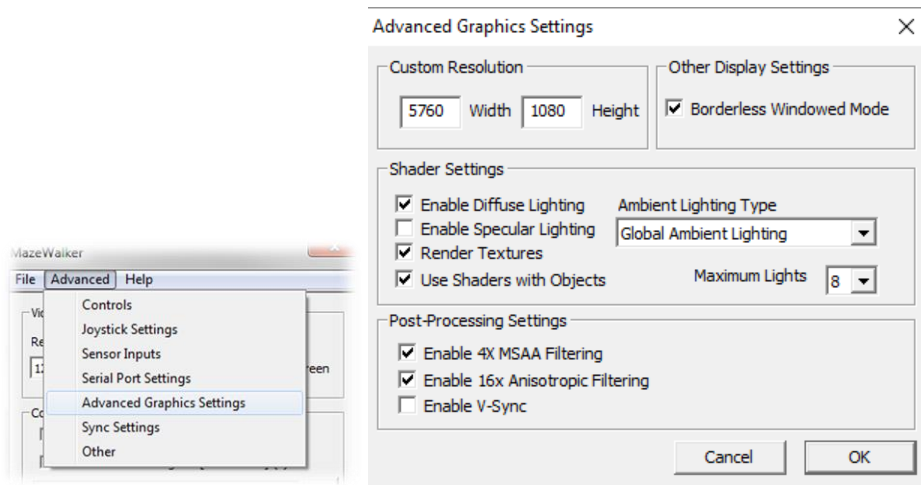 MazeWalker
File Advanced Help
Controls
Joystick Settings
Sensor Inputs
Serial Port Settings
Advanced Graphics Settings
Sync Settings
Other
Advanced Graphics Settings
Custom Resolution
5760 Width 1080 Height
Other Display Settings
Borderless Windowed Mode
Shader Settings
Enable Diffuse Lighting
Enable Specular Lighting
Render Textures
Use Shaders with Objects
Ambient Lighting Type
Global Ambient Lighting
Maximum Lights 8
Post-Processing Settings
Enable 4X MSAA Filtering
Enable 16x Anisotropic Filtering
Enable V-Sync
Cancel OK